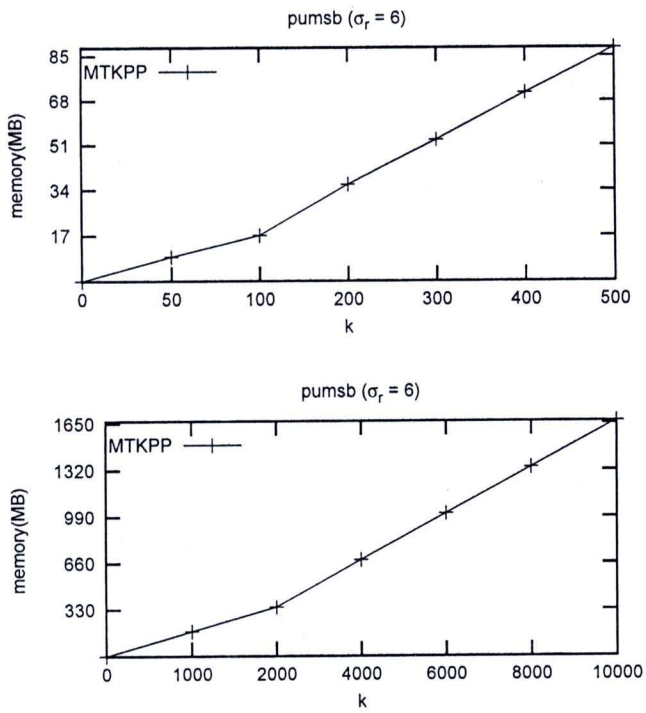 pumsb (σr = 6)
85
MTKPP
68
51
34
17
memory(MB)
0 50 100 200 300 400 500
k
pumsb (σr = 6)
1650
MTKPP
1320
990
660
330
memory(MB)
0 1000 2000 4000 6000 8000 10000
k